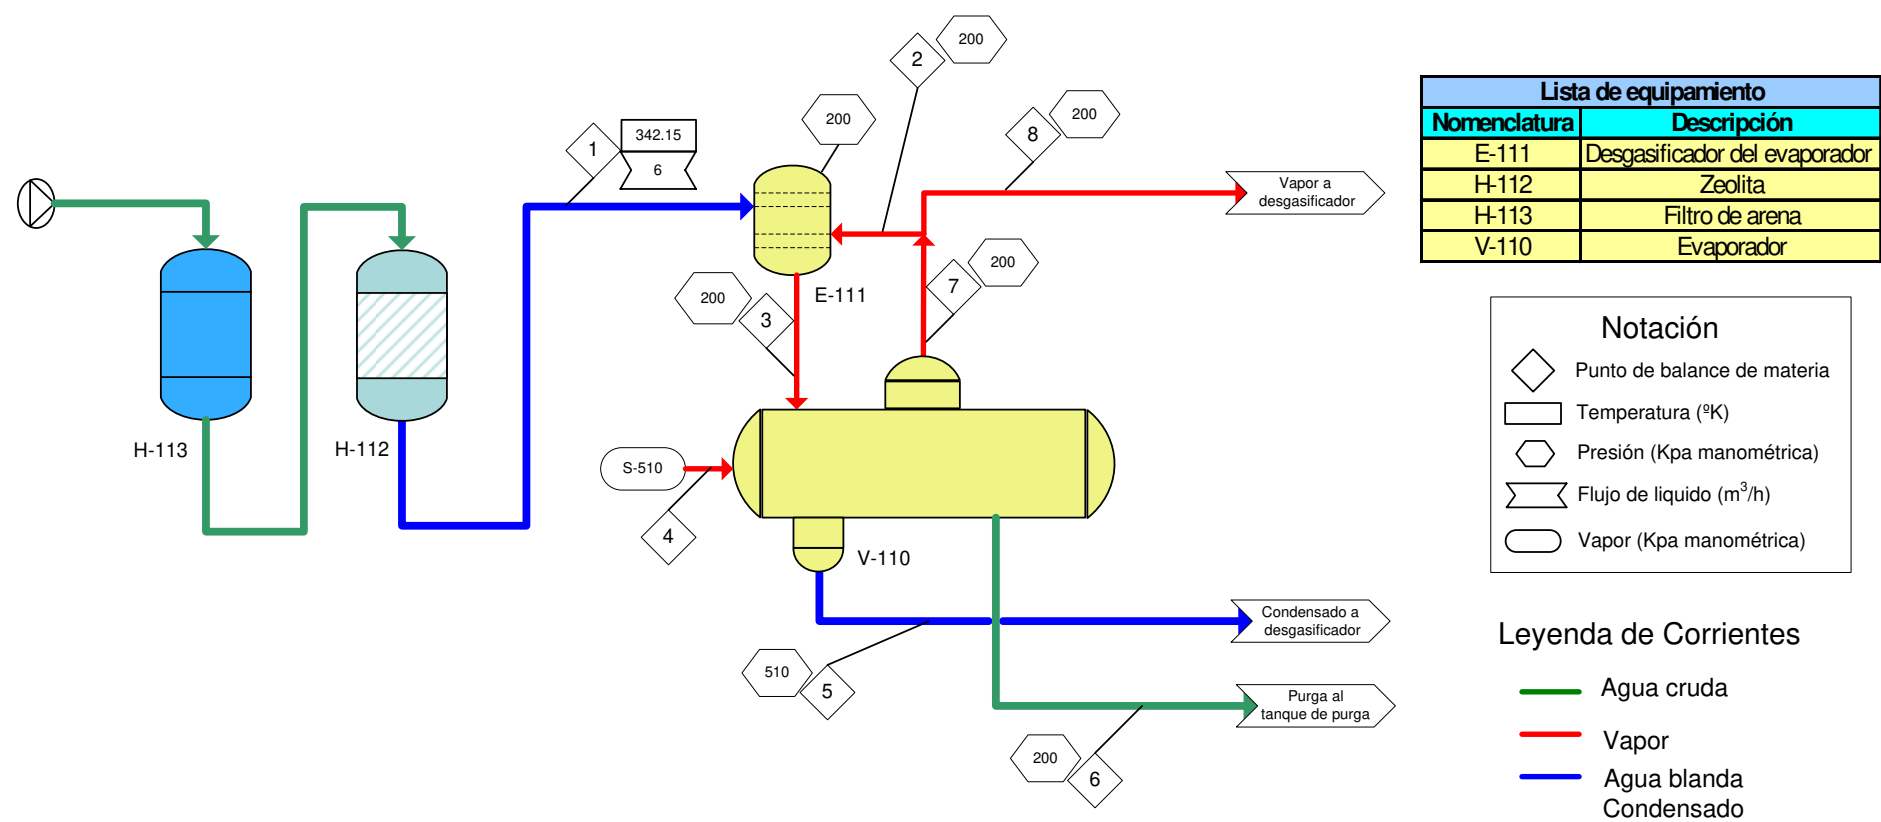 2
200
200
8
200
1
342.15
6
Vapor a
desgasificador
E-111
200
3
7
200
H-113
H-112
S-510
4
V-110
Condensado a
desgasificador
510
5
Purga al
tanque de purga
200
6
Lista de equipamiento
Nomenclatura Descripción
E-111 Desgasificador del evaporador
H-112 Zeolita
H-113 Filtro de arena
V-110 Evaporador
Notación
Punto de balance de materia
Temperatura (ºK)
Presión (Kpa manométrica)
Flujo de liquido (m³/h)
Vapor (Kpa manométrica)
Leyenda de Corrientes
Agua cruda
Vapor
Agua blanda
Condensado